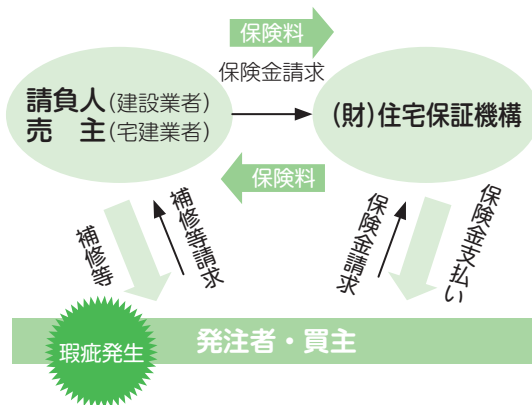 保険料
保険金請求
請負人(建設業者)
売　主(宅建業者)
(財)住宅保証機構
保険料
補修等
補修等請求
保険金請求
保険金支払い
発注者・買主
瑕疵発生